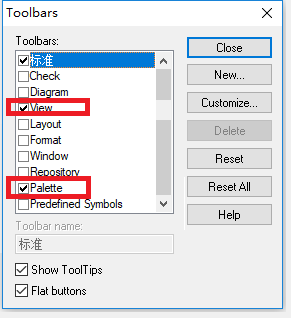 Toolbars
Toolbars:
标准
Close
Check
Diagram
New...
View
Customize...
Layout
Format
Delete
Window
Repository
Reset
Palette
Reset All
Predefined Symbols
Toolbar name:
Help
标准
Show ToolTips
Flat buttons